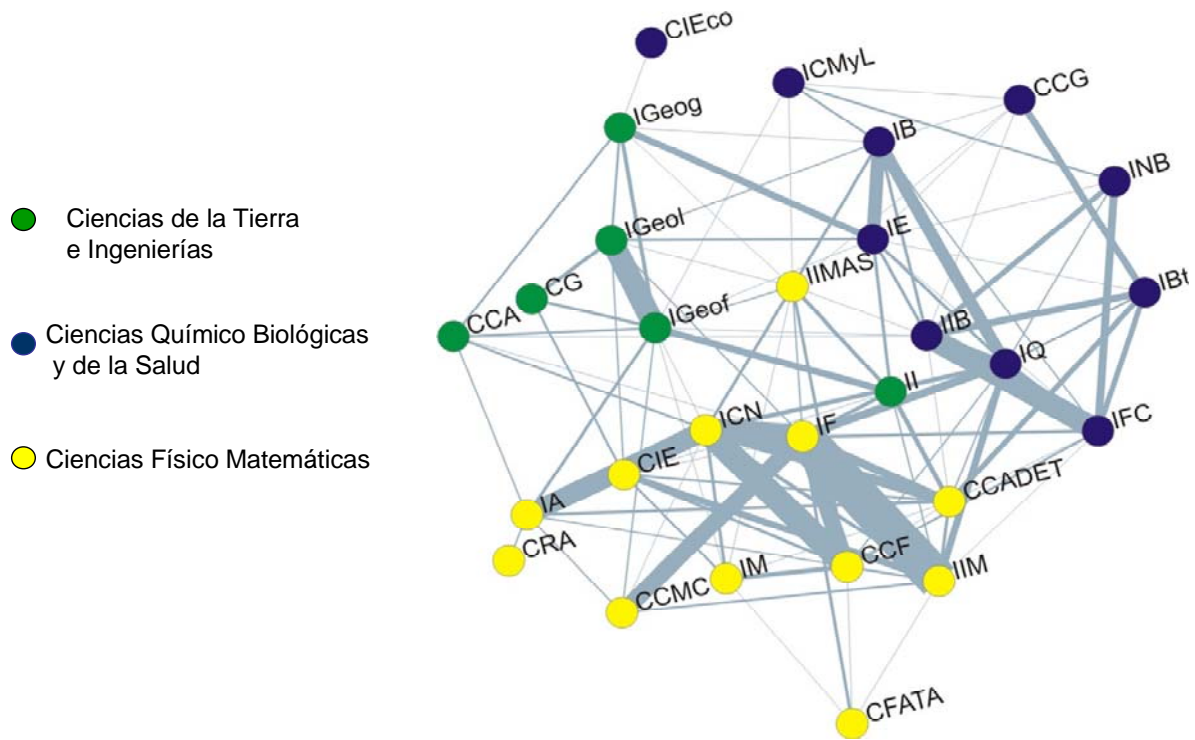 CIEco
ICMyL
CCG
IGeog
IB
INB
Ciencias de la Tierra
e Ingenierías
IGeol
IE
IIMAS
IBt
CG
CCA
IGeof
IIB
Ciencias Químico Biológicas
y de la Salud
IQ
II
ICN
IF
IFC
Ciencias Físico Matemáticas
CIE
CCADET
IA
CRA
IM
CCF
IIM
CCMC
CFATA